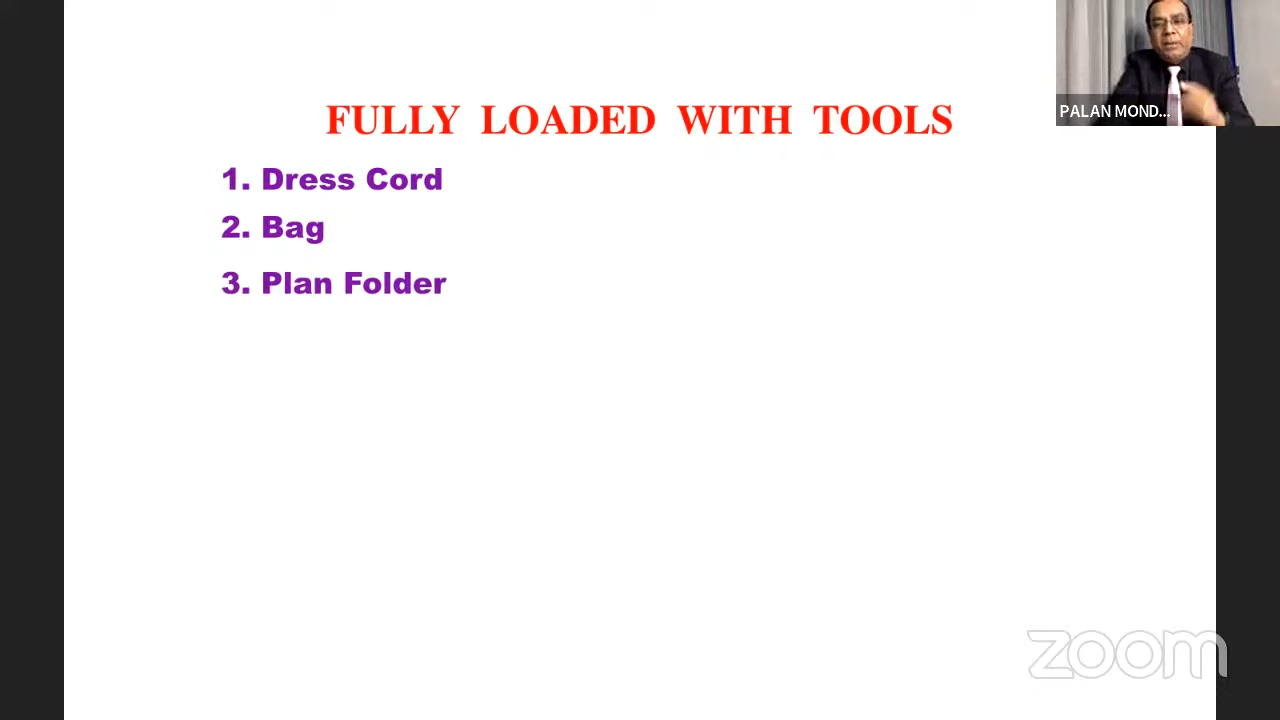 FULLY LOADED WITH TOOLS
1. Dress Cord
2. Bag
3. Plan Folder
PALAN MOND...
zoom